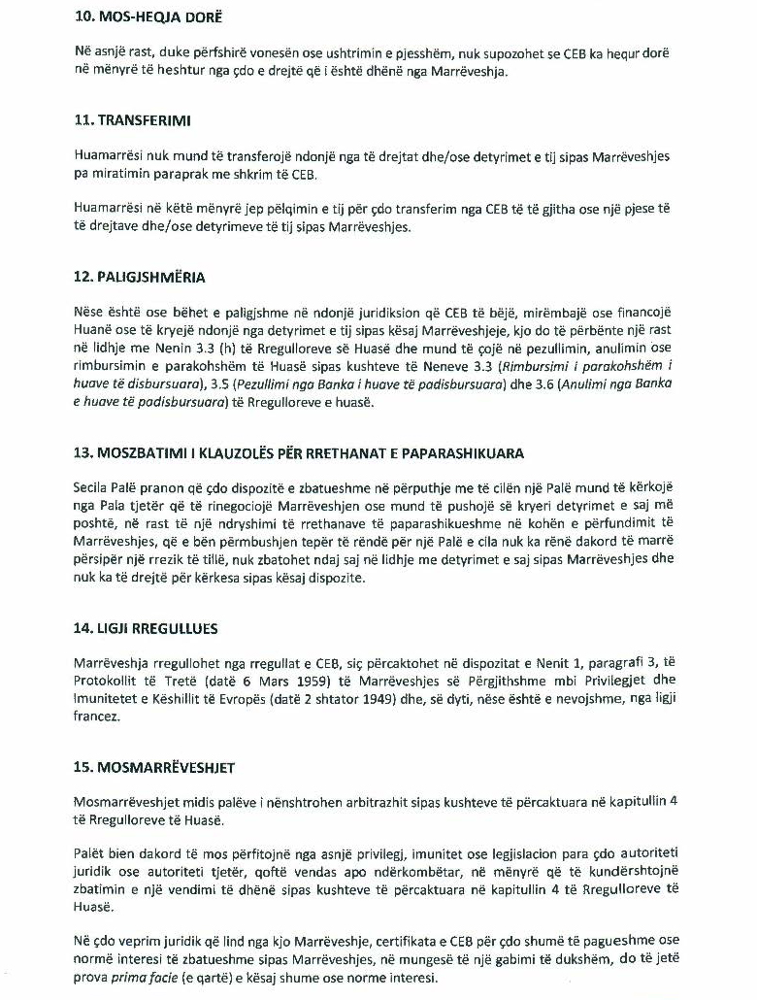 10. MOS-HEQJA DORË
Në asnjë rast, duke përfshirë vonesën ose ushtrimin e pjesshëm, nuk supozohet se CEB ka hequr dorë
në mënyrë të heshtur nga çdo e drejtë që i është dhënë nga Marrëveshja.
11. TRANSFERIMI
Huamarrësi nuk mund të transferojë ndonjë nga të drejtat dhe/ose detyrimet e tij sipas Marrëveshjes
pa miratimin paraprak me shkrim të CEB.
Huamarrësi në këtë mënyrë jep pëlqimin e tij për çdo transferim nga CEB të të gjitha ose një pjese të
të drejtave dhe/ose detyrimeve të tij sipas Marrëveshjes.
12. PALIGJSHMËRIA
Nëse është ose bëhet e paligjshme në ndonjë juridiksion që CEB të bëjë, mirëmbajë ose financojë
Huanë ose të kryejë ndonjë nga detyrimet e tij sipas kësaj Marrëveshjeje, kjo do të përbënte një rast
në lidhje me Nenin 3.3 (h) të Rregulloreve së Huasë dhe mund të çojë në pezullimin, anulimin ose
rimbursimin e parakohshëm të Huasë sipas kushteve të Neneve 3.3 (Rimbursimi i parakohshëm i
huave të disbursuara), 3.5 (Pezullimi nga Banka i huave të padisbursuara) dhe 3.6 (Anulimi nga Banka
e huave të padisbursuara) të Rregulloreve e huasë.
13. MOSZBATIMI I KLAUZOLËS PËR RRETHANAT E PAPARASHIKUARA
Secila Palë pranon që çdo dispozitë e zbatueshme në përputhje me të cilën një Palë mund të kërkojë
nga Pala tjetër që të rinegociojë Marrëveshjen ose mund të pushojë së kryeri detyrimet e saj më
poshtë, në rast të një ndryshimi të rrethanave të paparashikueshme në kohën e përfundimit të
Marrëveshjes, që e bën përmbushjen tepër të rëndë për një Palë e cila nuk ka rënë dakord të marrë
përsipër një rrezik të tillë, nuk zbatohet ndaj saj në lidhje me detyrimet e saj sipas Marrëveshjes dhe
nuk ka të drejtë për kërkesa sipas kësaj dispozite.
14. LIGJI RREGULLUES
Marrëveshja rregullohet nga rregullat e CEB, siç përcaktohet në dispozitat e Nenit 1, paragrafi 3, të
Protokollit të Tretë (datë 6 Mars 1959) të Marrëveshjes së Përgjithshme mbi Privilegjet dhe
Imunitetet e Këshillit të Evropës (datë 2 shtator 1949) dhe, së dyti, nëse është e nevojshme, nga ligji
francez.
15. MOSMARRËVESHJET
Mosmarrëveshjet midis palëve i nënshtrohen arbitrazhit sipas kushteve të përcaktuara në kapitullin 4
të Rregulloreve të Huasë.
Palët bien dakord të mos përfitojnë nga asnjë privilegj, imunitet ose legjislacion para çdo autoriteti
juridik ose autoriteti tjetër, qoftë vendas apo ndërkombëtar, në mënyrë që të kundërshtojnë
zbatimin e një vendimi të dhënë sipas kushteve të përcaktuara në kapitullin 4 të Rregulloreve të
Huasë.
Në çdo veprim juridik që lind nga kjo Marrëveshje, certifikata e CEB për çdo shumë të pagueshme ose
normë interesi të zbatueshme sipas Marrëveshjes, në mungesë të një gabimi të dukshëm, do të jetë
prova prima facie (e qartë) e kësaj shume ose norme interesi.